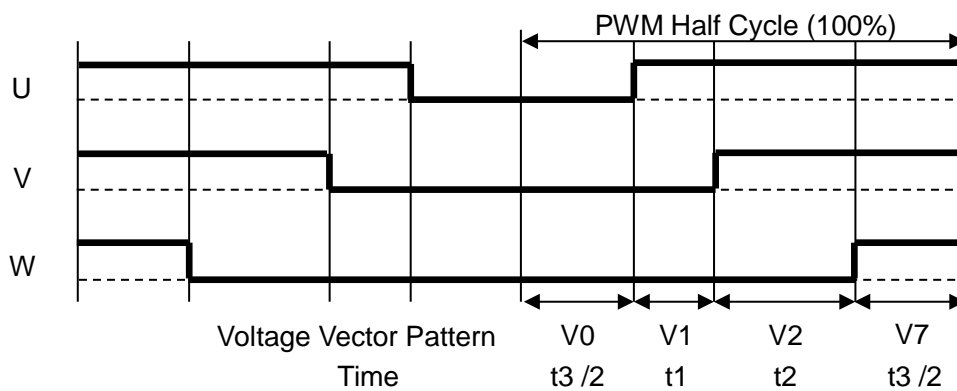 PWM Half Cycle (100%)
U
V
W
Voltage Vector Pattern V0 V1 V2 V7
Time t3 /2 t1 t2 t3 /2